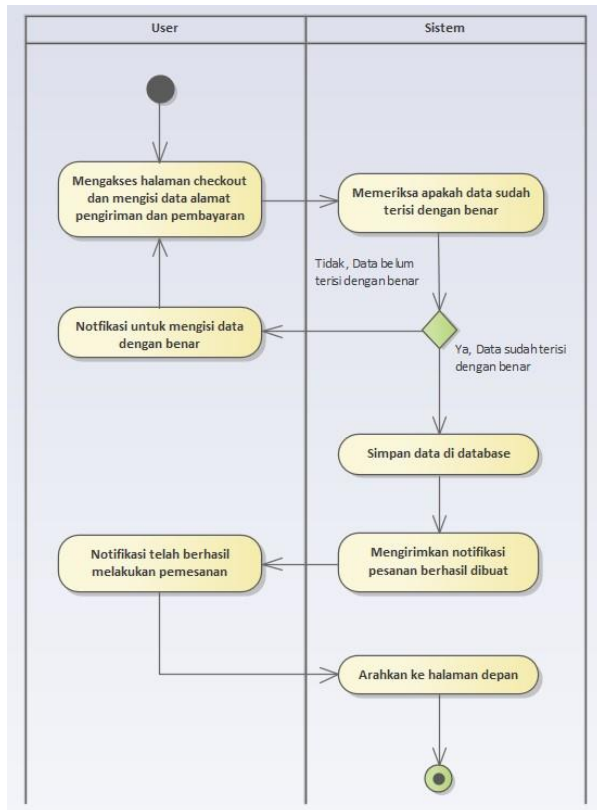 User
Sistem
Mengakses halaman checkout
dan mengisi data alamat
pengiriman dan pembayaran
Memeriksa apakah data sudah
terisi dengan benar
Tidak, Data belum
terisi dengan benar
Notfikasi untuk mengisi data
dengan benar
Ya, Data sudah terisi
dengan benar
Simpan data di database
Mengirimkan notifikasi
pesanan berhasil dibuat
Notifikasi telah berhasil
melakukan pemesanan
Arahkan ke halaman depan